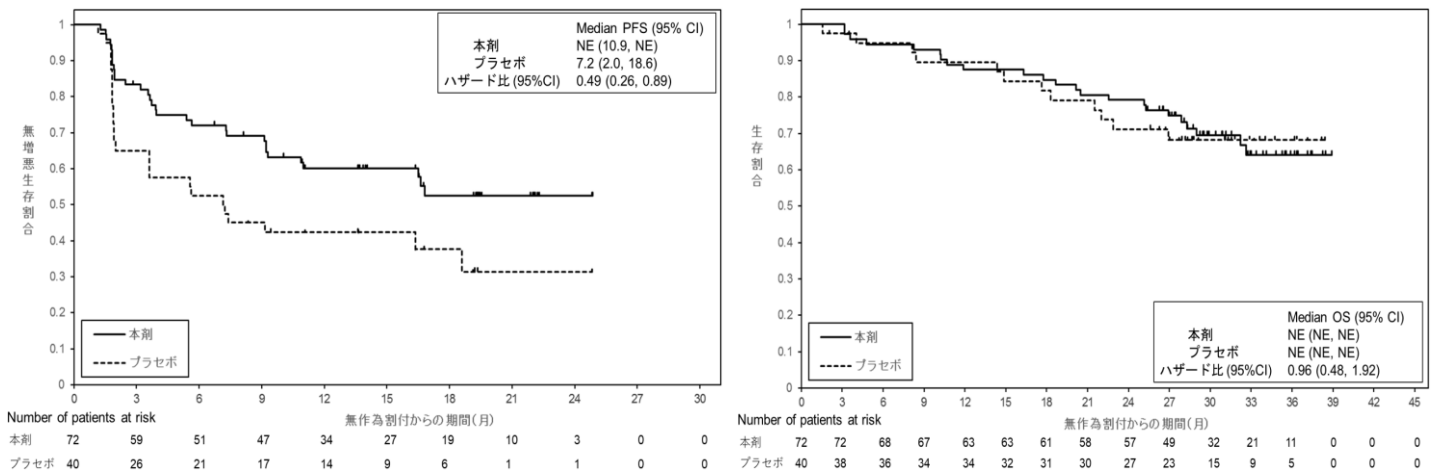 Median PFS (95% CI)
本剤 NE (10.9, NE)
プラセボ 7.2 (2.0, 18.6)
ハザード比 (95%CI) 0.49 (0.26, 0.89)
1
0.9
0.8
0.7
0.6
0.5
0.4
0.3
0.2
0.1
0
無増悪生存割合
本剤
プラセボ
0 3 6 9 12 15 18 21 24 27 30
Number of patients at risk
無作為割付からの期間(月)
本剤 72 59 51 47 34 27 19 10 3 0 0
プラセボ 40 26 21 17 14 9 6 1 1 0 0
1
0.9
0.8
0.7
0.6
0.5
0.4
0.3
0.2
0.1
0
生存割合
Median OS (95% CI)
本剤 NE (NE, NE)
プラセボ NE (NE, NE)
ハザード比 (95%CI) 0.96 (0.48, 1.92)
本剤
プラセボ
0 3 6 9 12 15 18 21 24 27 30 33 36 39 42 45
Number of patients at risk
無作為割付からの期間(月)
本剤 72 72 68 67 63 63 61 58 57 49 32 21 11 0 0 0
プラセボ 40 38 36 34 34 32 31 30 27 23 15 9 5 0 0 0